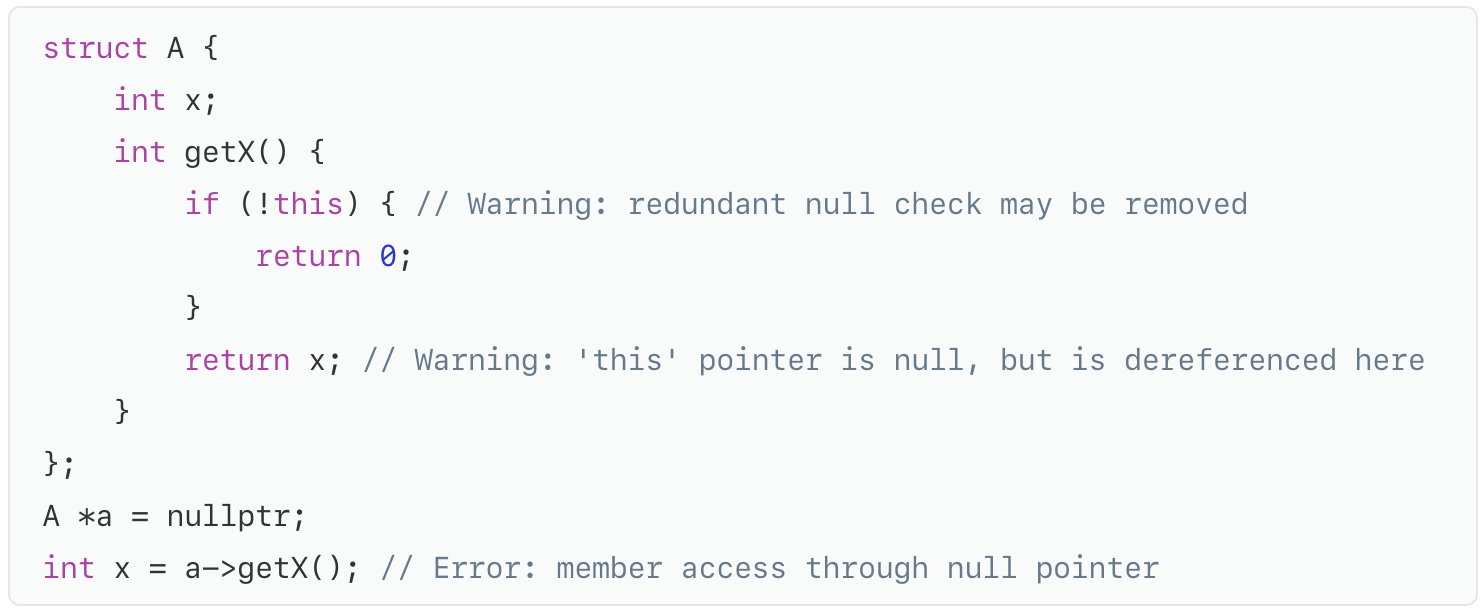 struct A {
    int x;
    int getX() {
        if (!this) { // Warning: redundant null check may be removed
            return 0;
        }
        return x; // Warning: 'this' pointer is null, but is dereferenced here
    }
};
A *a = nullptr;
int x = a->getX(); // Error: member access through null pointer